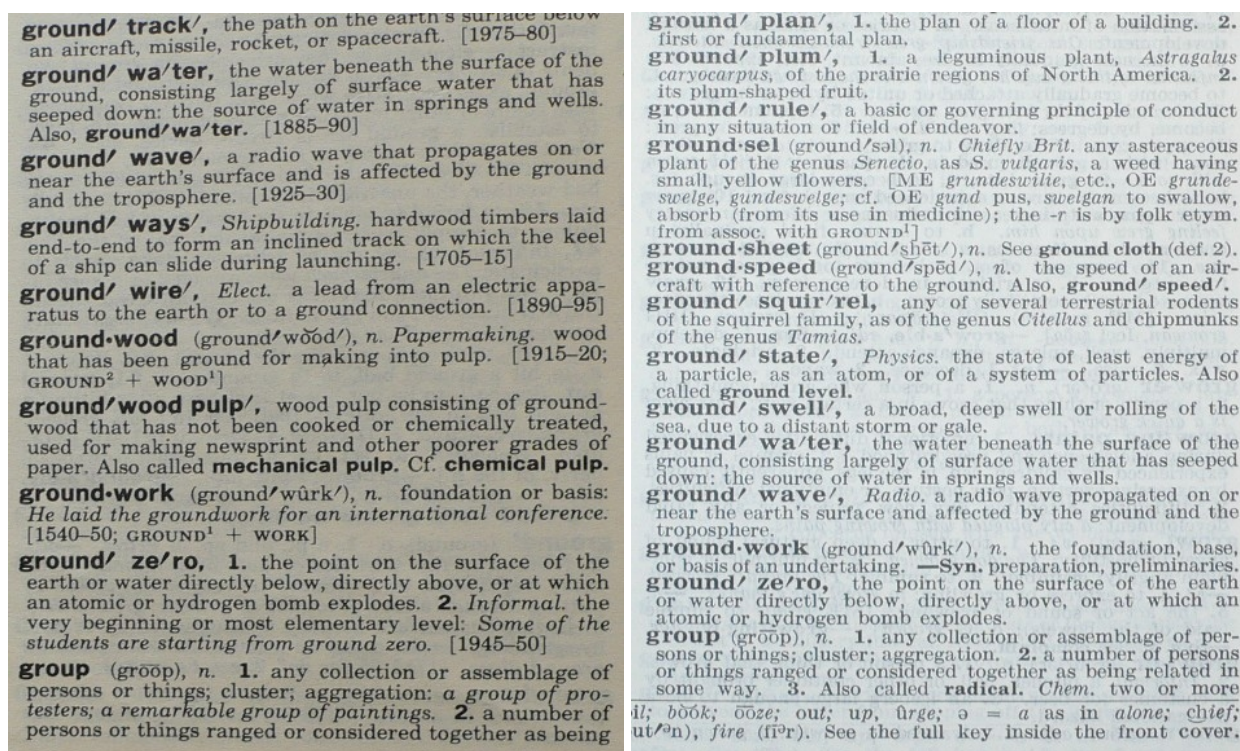 ground′ track′, the path on the earth's surface below
an aircraft, missile, rocket, or spacecraft. [1975–80]
ground′ wa′ter, the water beneath the surface of the
ground, consisting largely of surface water that has
seeped down: the source of water in springs and wells.
Also, ground′wa′ter. [1885–90]
ground′ wave′, a radio wave that propagates on or
near the earth's surface and is affected by the ground
and the troposphere. [1925–30]
ground′ ways′, Shipbuilding. hardwood timbers laid
end-to-end to form an inclined track on which the keel
of a ship can slide during launching. [1705–15]
ground′ wire′, Elect. a lead from an electric appa-
ratus to the earth or to a ground connection. [1890–95]
ground•wood (ground′wo͝od′), n. Papermaking. wood
that has been ground for making into pulp. [1915–20;
GROUND² + WOOD¹]
ground′wood pulp′, wood pulp consisting of ground-
wood that has not been cooked or chemically treated,
used for making newsprint and other poorer grades of
paper. Also called mechanical pulp. Cf. chemical pulp.
ground•work (ground′wûrk′), n. foundation or basis:
He laid the groundwork for an international conference.
[1540–50; GROUND¹ + WORK]
ground′ ze′ro, 1. the point on the surface of the
earth or water directly below, directly above, or at which
an atomic or hydrogen bomb explodes. 2. Informal. the
very beginning or most elementary level: Some of the
students are starting from ground zero. [1945–50]
group (gro͞op), n. 1. any collection or assemblage of
persons or things; cluster; aggregation: a group of pro-
testers; a remarkable group of paintings. 2. a number of
persons or things ranged or considered together as being
ground′ plan′, 1. the plan of a floor of a building. 2.
first or fundamental plan.
ground′ plum′, 1. a leguminous plant, Astragalus
caryocarpus, of the prairie regions of North America. 2.
its plum-shaped fruit.
ground′ rule′, a basic or governing principle of conduct
in any situation or field of endeavor.
ground•sel (ground′səl), n. Chiefly Brit. any asteraceous
plant of the genus Senecio, as S. vulgaris, a weed having
small, yellow flowers. [ME grundeswilie, etc., OE grunde-
swelge, gundeswelge; cf. OE gund pus, swelgan to swallow,
absorb (from its use in medicine); the -r is by folk etym.
from assoc. with GROUND¹]
ground•sheet (ground′shēt′), n. See ground cloth (def. 2).
ground•speed (ground′spēd′), n. the speed of an air-
craft with reference to the ground. Also, ground′ speed′.
ground′ squir′rel, any of several terrestrial rodents
of the squirrel family, as of the genus Citellus and chipmunks
of the genus Tamias.
ground′ state′, Physics. the state of least energy of
a particle, as an atom, or of a system of particles. Also
called ground level.
ground′ swell′, a broad, deep swell or rolling of the
sea, due to a distant storm or gale.
ground′ wa′ter, the water beneath the surface of the
ground, consisting largely of surface water that has seeped
down: the source of water in springs and wells.
ground′ wave′, Radio. a radio wave propagated on or
near the earth's surface and affected by the ground and the
troposphere.
ground•work (ground′wûrk′), n. the foundation, base,
or basis of an undertaking. —Syn. preparation, preliminaries.
ground′ ze′ro, the point on the surface of the earth
or water directly below, directly above, or at which an
atomic or hydrogen bomb explodes.
group (gro͞op), n. 1. any collection or assemblage of per-
sons or things; cluster; aggregation. 2. a number of persons
or things ranged or considered together as being related in
some way. 3. Also called radical. Chem. two or more
il; bo͝ok; o͞oze; out; up, ûrge; ə = a as in alone; chief;
ut′ᵊn), fire (fīᵊr). See the full key inside the front cover.